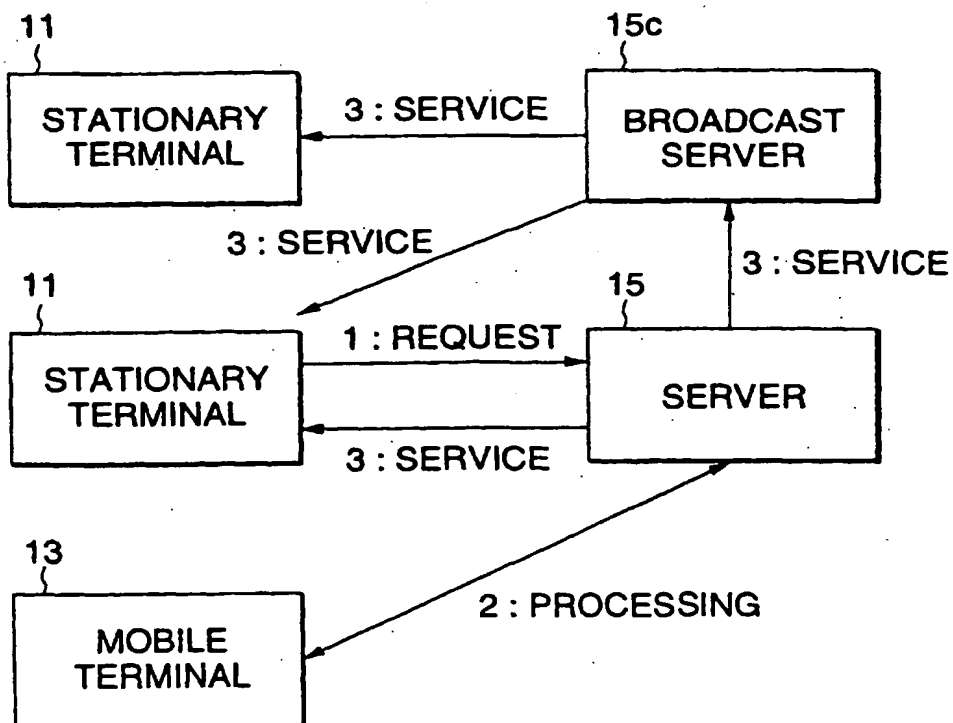 11
15c
STATIONARY
TERMINAL
3 : SERVICE
BROADCAST
SERVER
3 : SERVICE
3 : SERVICE
11
15
STATIONARY
TERMINAL
1 : REQUEST
3 : SERVICE
SERVER
13
2 : PROCESSING
MOBILE
TERMINAL